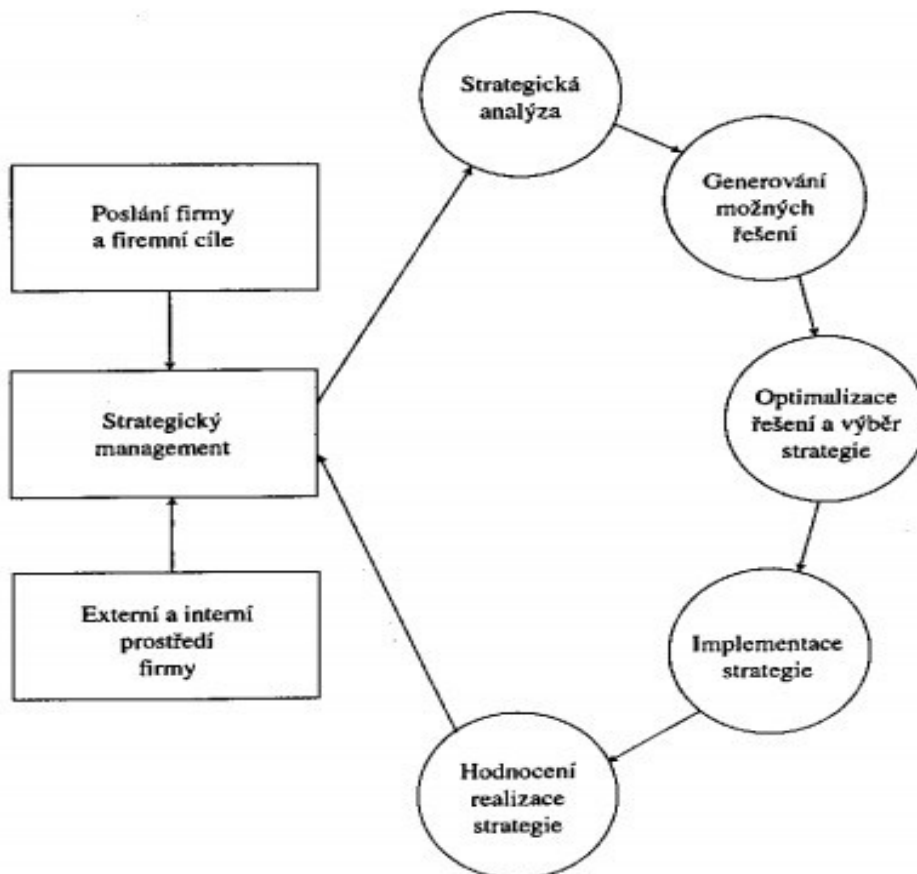 Strategická
analýza
Generování
možných
řešení
Poslání firmy
a firemní cíle
Strategický
management
Optimalizace
řešení a výběr
strategie
Externí a interní
prostředí
firmy
Implementace
strategie
Hodnocení
realizace
strategie